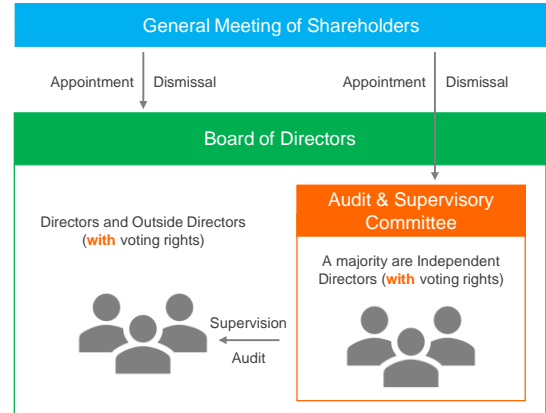 General Meeting of Shareholders
Appointment Dismissal
Appointment Dismissal
Board of Directors
Directors and Outside Directors
(with voting rights)
Audit & Supervisory
Committee
A majority are Independent
Directors (with voting rights)
Supervision
Audit